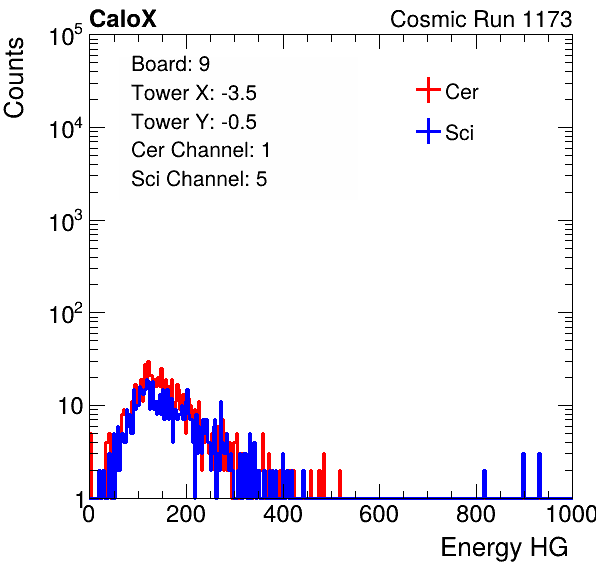 CaloX Cosmic Run 1173
Board: 9
Tower X: -3.5
Tower Y: -0.5
Cer Channel: 1
Sci Channel: 5
Cer
Sci
Counts
10^5
10^4
10^3
10^2
10
1
0 200 400 600 800 1000
Energy HG